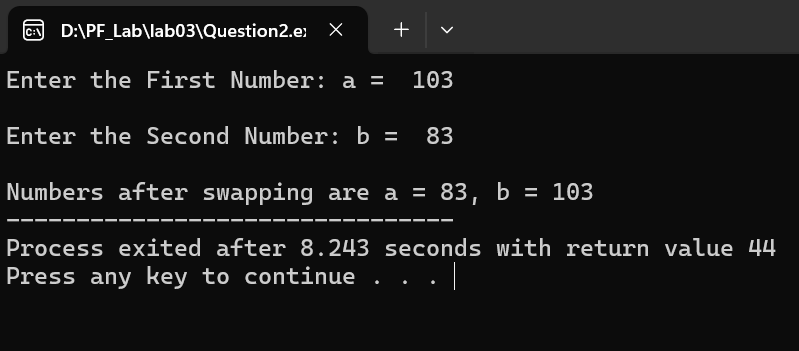 D:\PF_Lab\lab03\Question2.e
Enter the First Number: a =  103
Enter the Second Number: b =  83
Numbers after swapping are a = 83, b = 103
--------------------------------
Process exited after 8.243 seconds with return value 44
Press any key to continue . . .